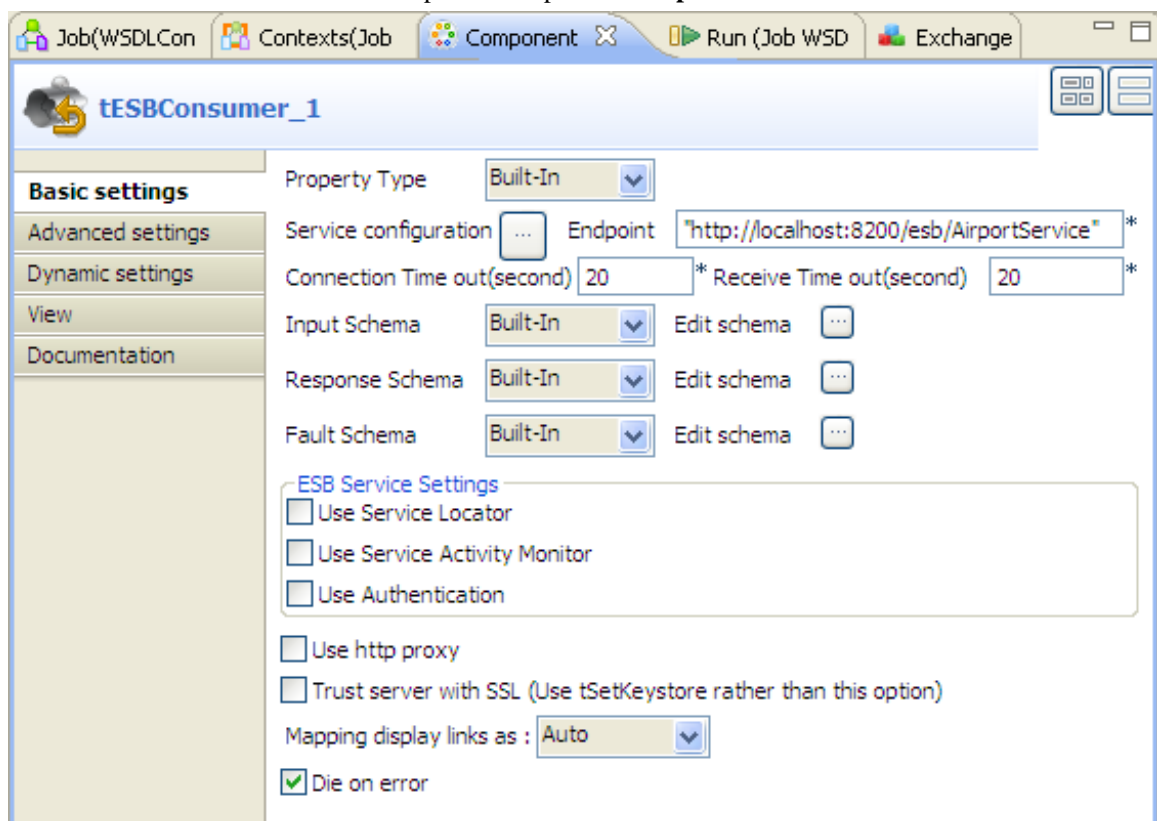 Job(WSDLCon Contexts(Job Component Run (Job WSD Exchange
tESBConsumer_1
Basic settings
Advanced settings
Dynamic settings
View
Documentation
Property Type Built-In
Service configuration ... Endpoint "http://localhost:8200/esb/AirportService" *
Connection Time out(second) 20 * Receive Time out(second) 20 *
Input Schema Built-In Edit schema ...
Response Schema Built-In Edit schema ...
Fault Schema Built-In Edit schema ...
ESB Service Settings
Use Service Locator
Use Service Activity Monitor
Use Authentication
Use http proxy
Trust server with SSL (Use tSetKeystore rather than this option)
Mapping display links as : Auto
Die on error